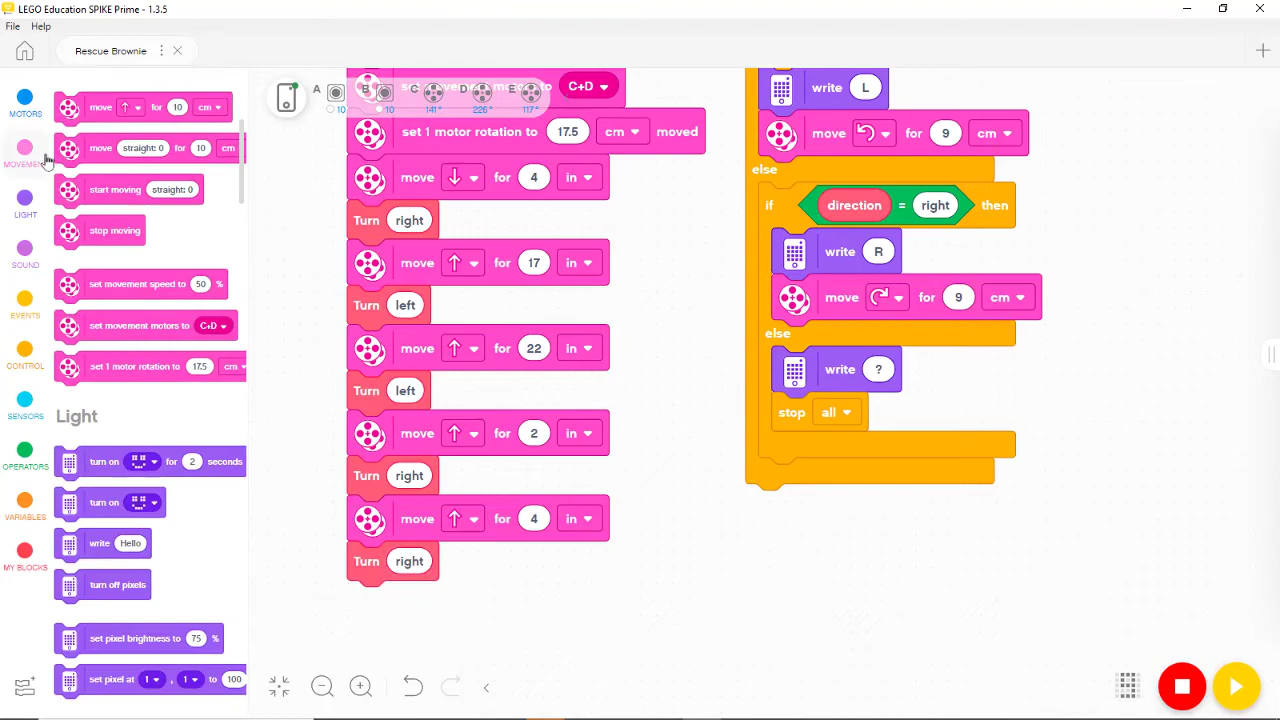 LEGO Education SPIKE Prime - 1.3.5
File Help
Rescue Brownie
MOTORS
MOVEMENT
LIGHT
SOUND
EVENTS
CONTROL
SENSORS
OPERATORS
VARIABLES
MY BLOCKS
move for 10 cm
move straight: 0 for 10 cm
start moving straight: 0
stop moving
set movement speed to 50 %
set movement motors to C+D
set 1 motor rotation to 17.5 cm
Light
turn on for 2 seconds
turn on
write Hello
turn off pixels
set pixel brightness to 75 %
set pixel at 1 , 1 to 100
A B C D E
10 10 141° 226° 117°
C+D
set 1 motor rotation to 17.5 cm moved
move for 4 in
Turn right
move for 17 in
Turn left
move for 22 in
Turn left
move for 2 in
Turn right
move for 4 in
Turn right
write L
move for 9 cm
else
if direction = right then
write R
move for 9 cm
else
write ?
stop all